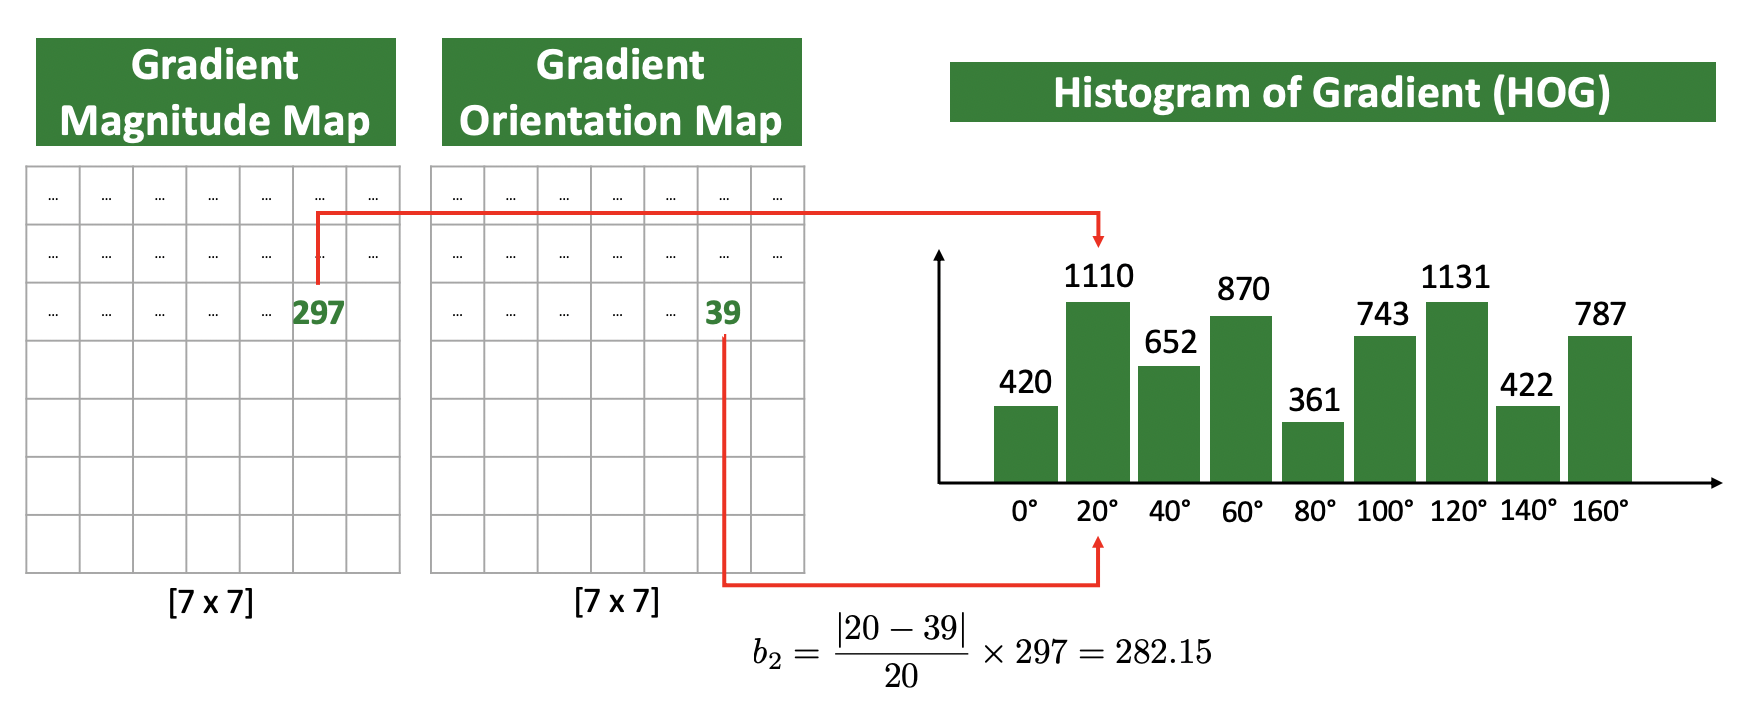 Gradient
Magnitude Map
Gradient
Orientation Map
Histogram of Gradient (HOG)
... ... ... ... ... ... ...
... ... ... ... ... ... ...
... ... ... ... ... 297
[7 x 7]
... ... ... ... ... ... ...
... ... ... ... ... ... ...
... ... ... ... ... 39
[7 x 7]
420 1110 652 870 361 743 1131 422 787
0° 20° 40° 60° 80° 100° 120° 140° 160°
b₂ = |20 − 39| / 20 × 297 = 282.15